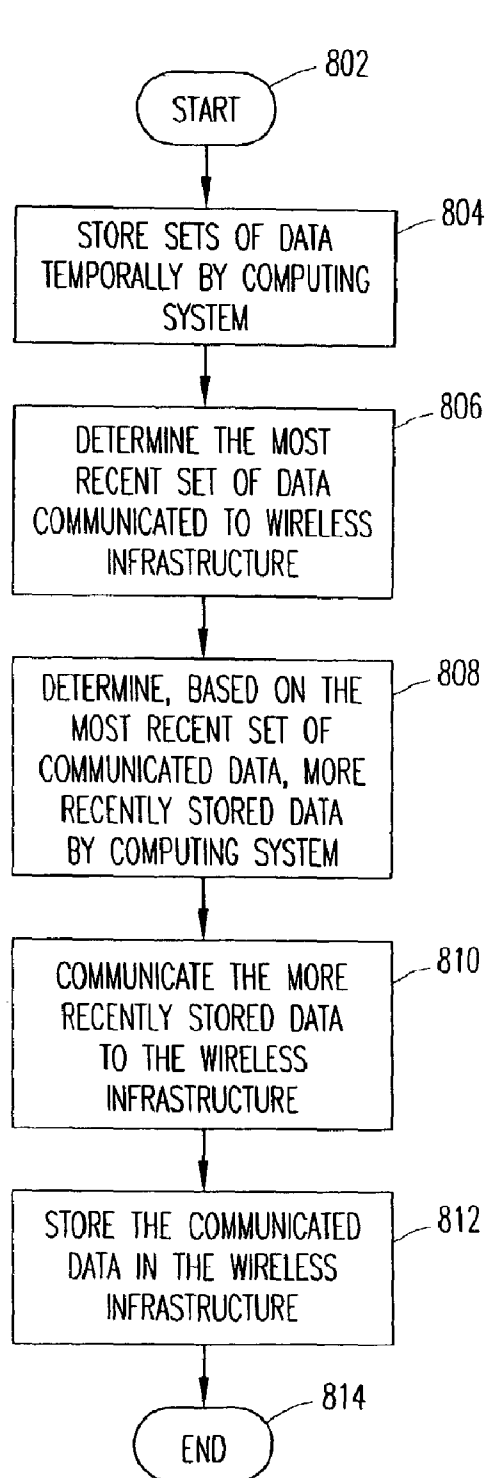 802
START
804
STORE SETS OF DATA
TEMPORALLY BY COMPUTING
SYSTEM
806
DETERMINE THE MOST
RECENT SET OF DATA
COMMUNICATED TO WIRELESS
INFRASTRUCTURE
808
DETERMINE, BASED ON THE
MOST RECENT SET OF
COMMUNICATED DATA, MORE
RECENTLY STORED DATA
BY COMPUTING SYSTEM
810
COMMUNICATE THE MORE
RECENTLY STORED DATA
TO THE WIRELESS
INFRASTRUCTURE
812
STORE THE COMMUNICATED
DATA IN THE WIRELESS
INFRASTRUCTURE
814
END